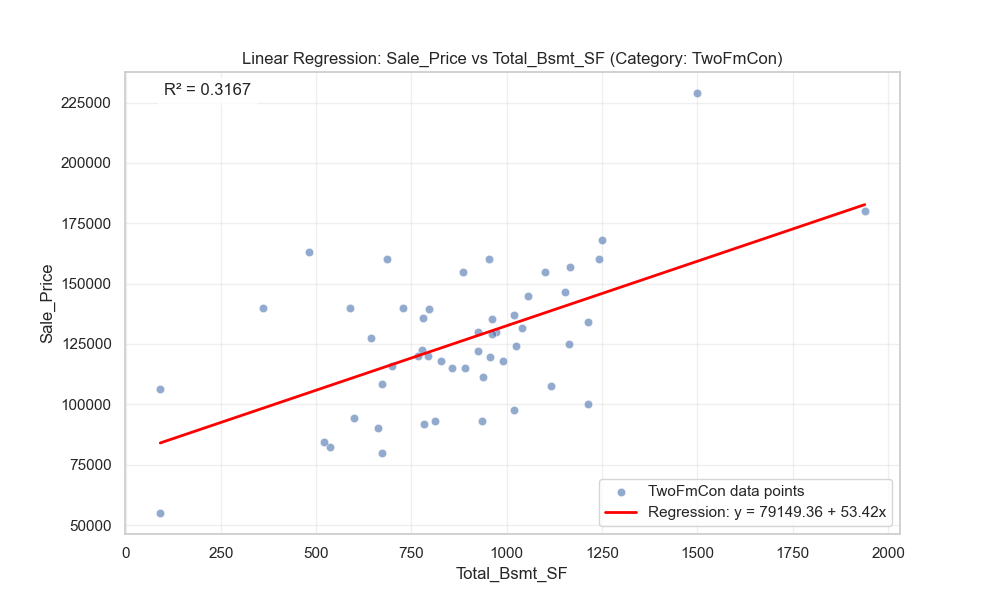 Linear Regression: Sale_Price vs Total_Bsmt_SF (Category: TwoFmCon)
R² = 0.3167
225000
200000
175000
150000
125000
100000
75000
50000
Sale_Price
TwoFmCon data points
Regression: y = 79149.36 + 53.42x
0 250 500 750 1000 1250 1500 1750 2000
Total_Bsmt_SF